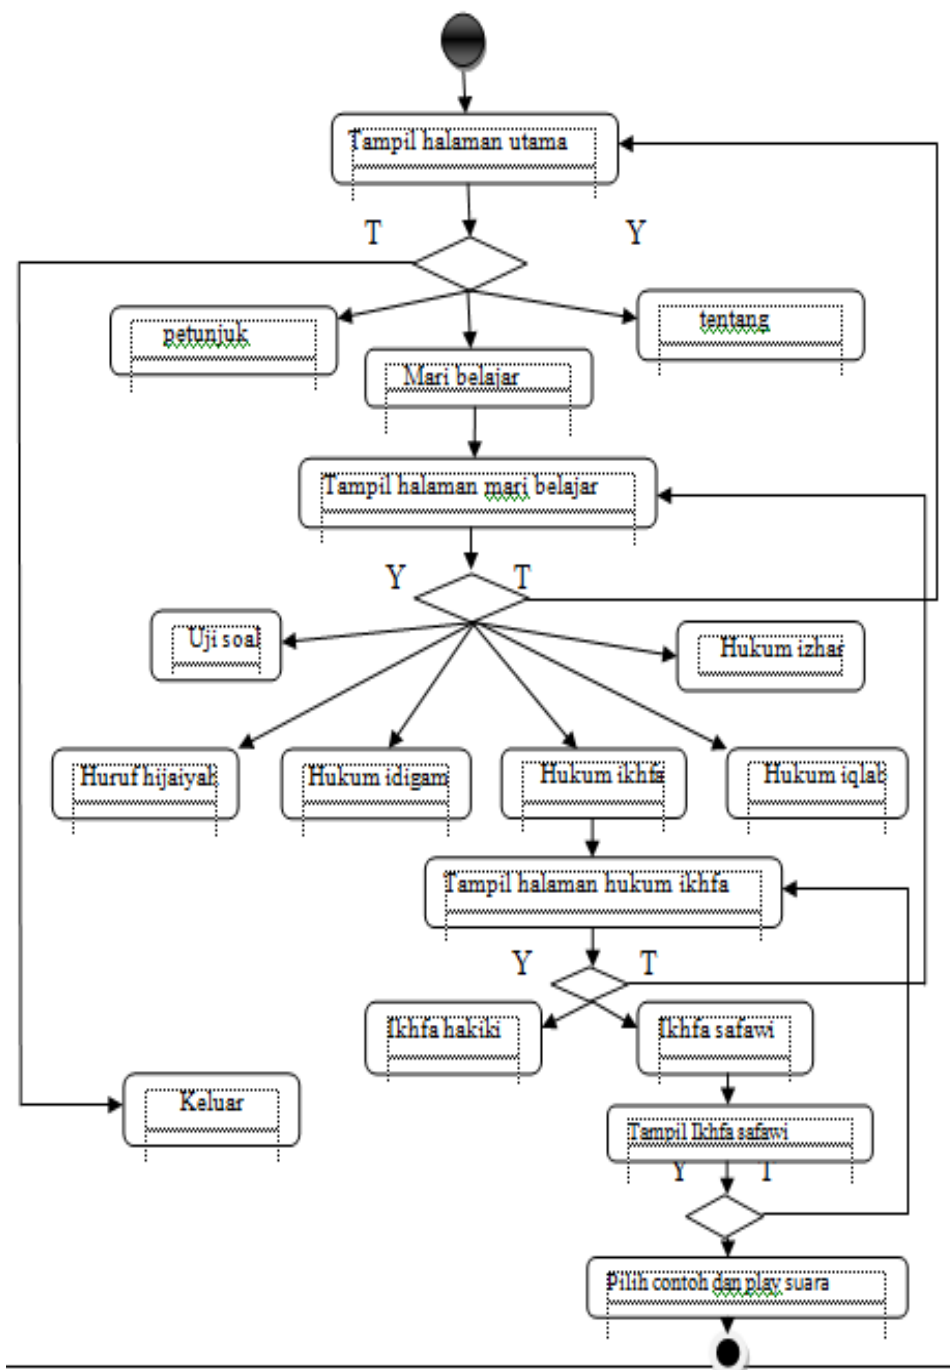 Tampil halaman utama
T
Y
petunjuk
tentang
Mari belajar
Tampil halaman mari belajar
Y
T
Uji soal
Hukum izhar
Huruf hijaiyah
Hukum idigam
Hukum ikhfa
Hukum iqlab
Tampil halaman hukum ikhfa
Y
T
Ikhfa hakiki
Ikhfa safawi
Keluar
Tampil Ikhfa safawi
Y
T
Pilih contoh dan play suara